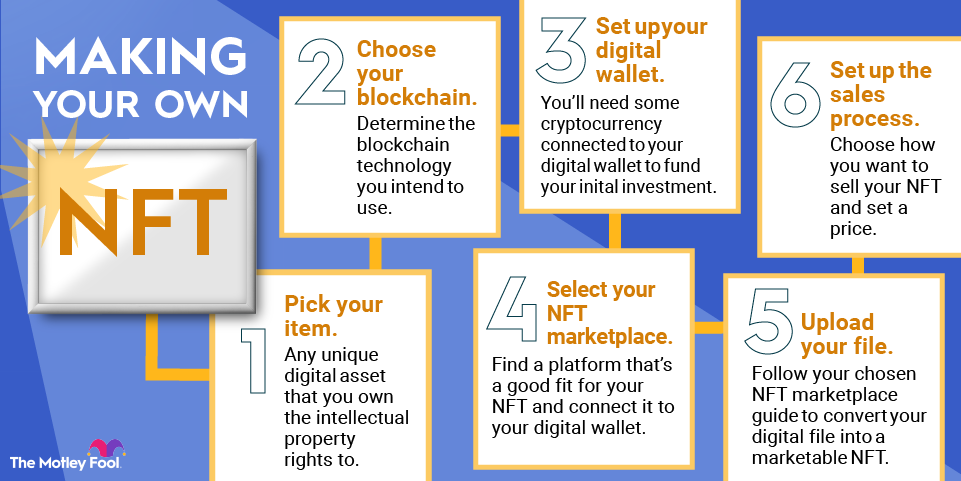 MAKING
YOUR OWN
NFT
1
Pick your
item.
Any unique
digital asset
that you own
the intellectual
property
rights to.
2
Choose
your
blockchain.
Determine the
blockchain
technology
you intend to
use.
3
Set upyour
digital
wallet.
You'll need some
cryptocurrency
connected to your
digital wallet to fund
your inital investment.
4
Select your
NFT
marketplace.
Find a platform that's
a good fit for your
NFT and connect it to
your digital wallet.
5
Upload
your file.
Follow your chosen
NFT marketplace
guide to convert your
digital file into a
marketable NFT.
6
Set up the
sales
process.
Choose how
you want to
sell your NFT
and set a
price.
The Motley Fool.